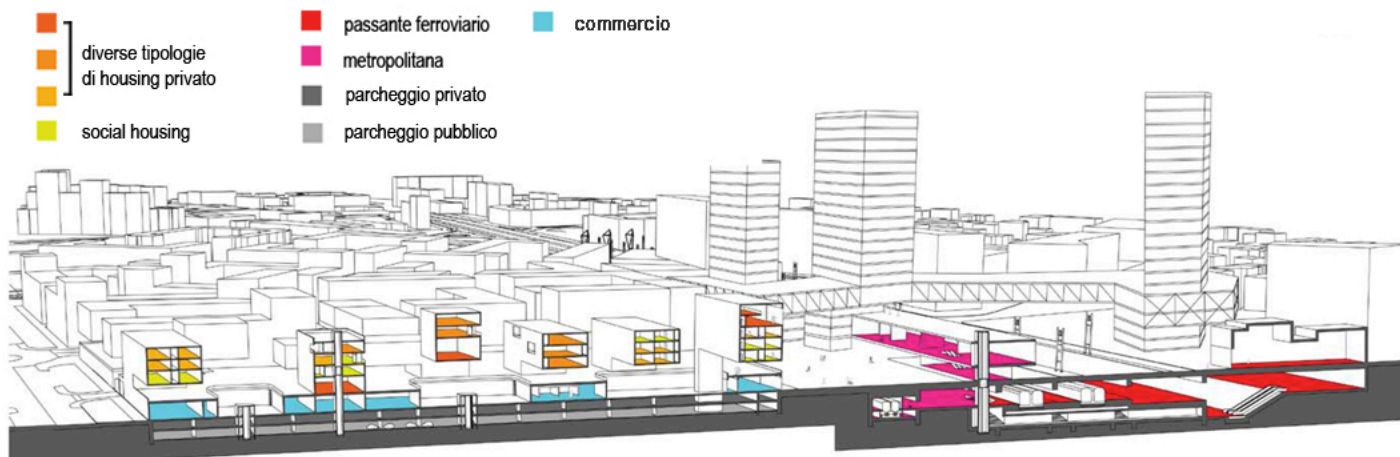 diverse tipologie
di housing privato
social housing
passante ferroviario
metropolitana
parcheggio privato
parcheggio pubblico
commercio